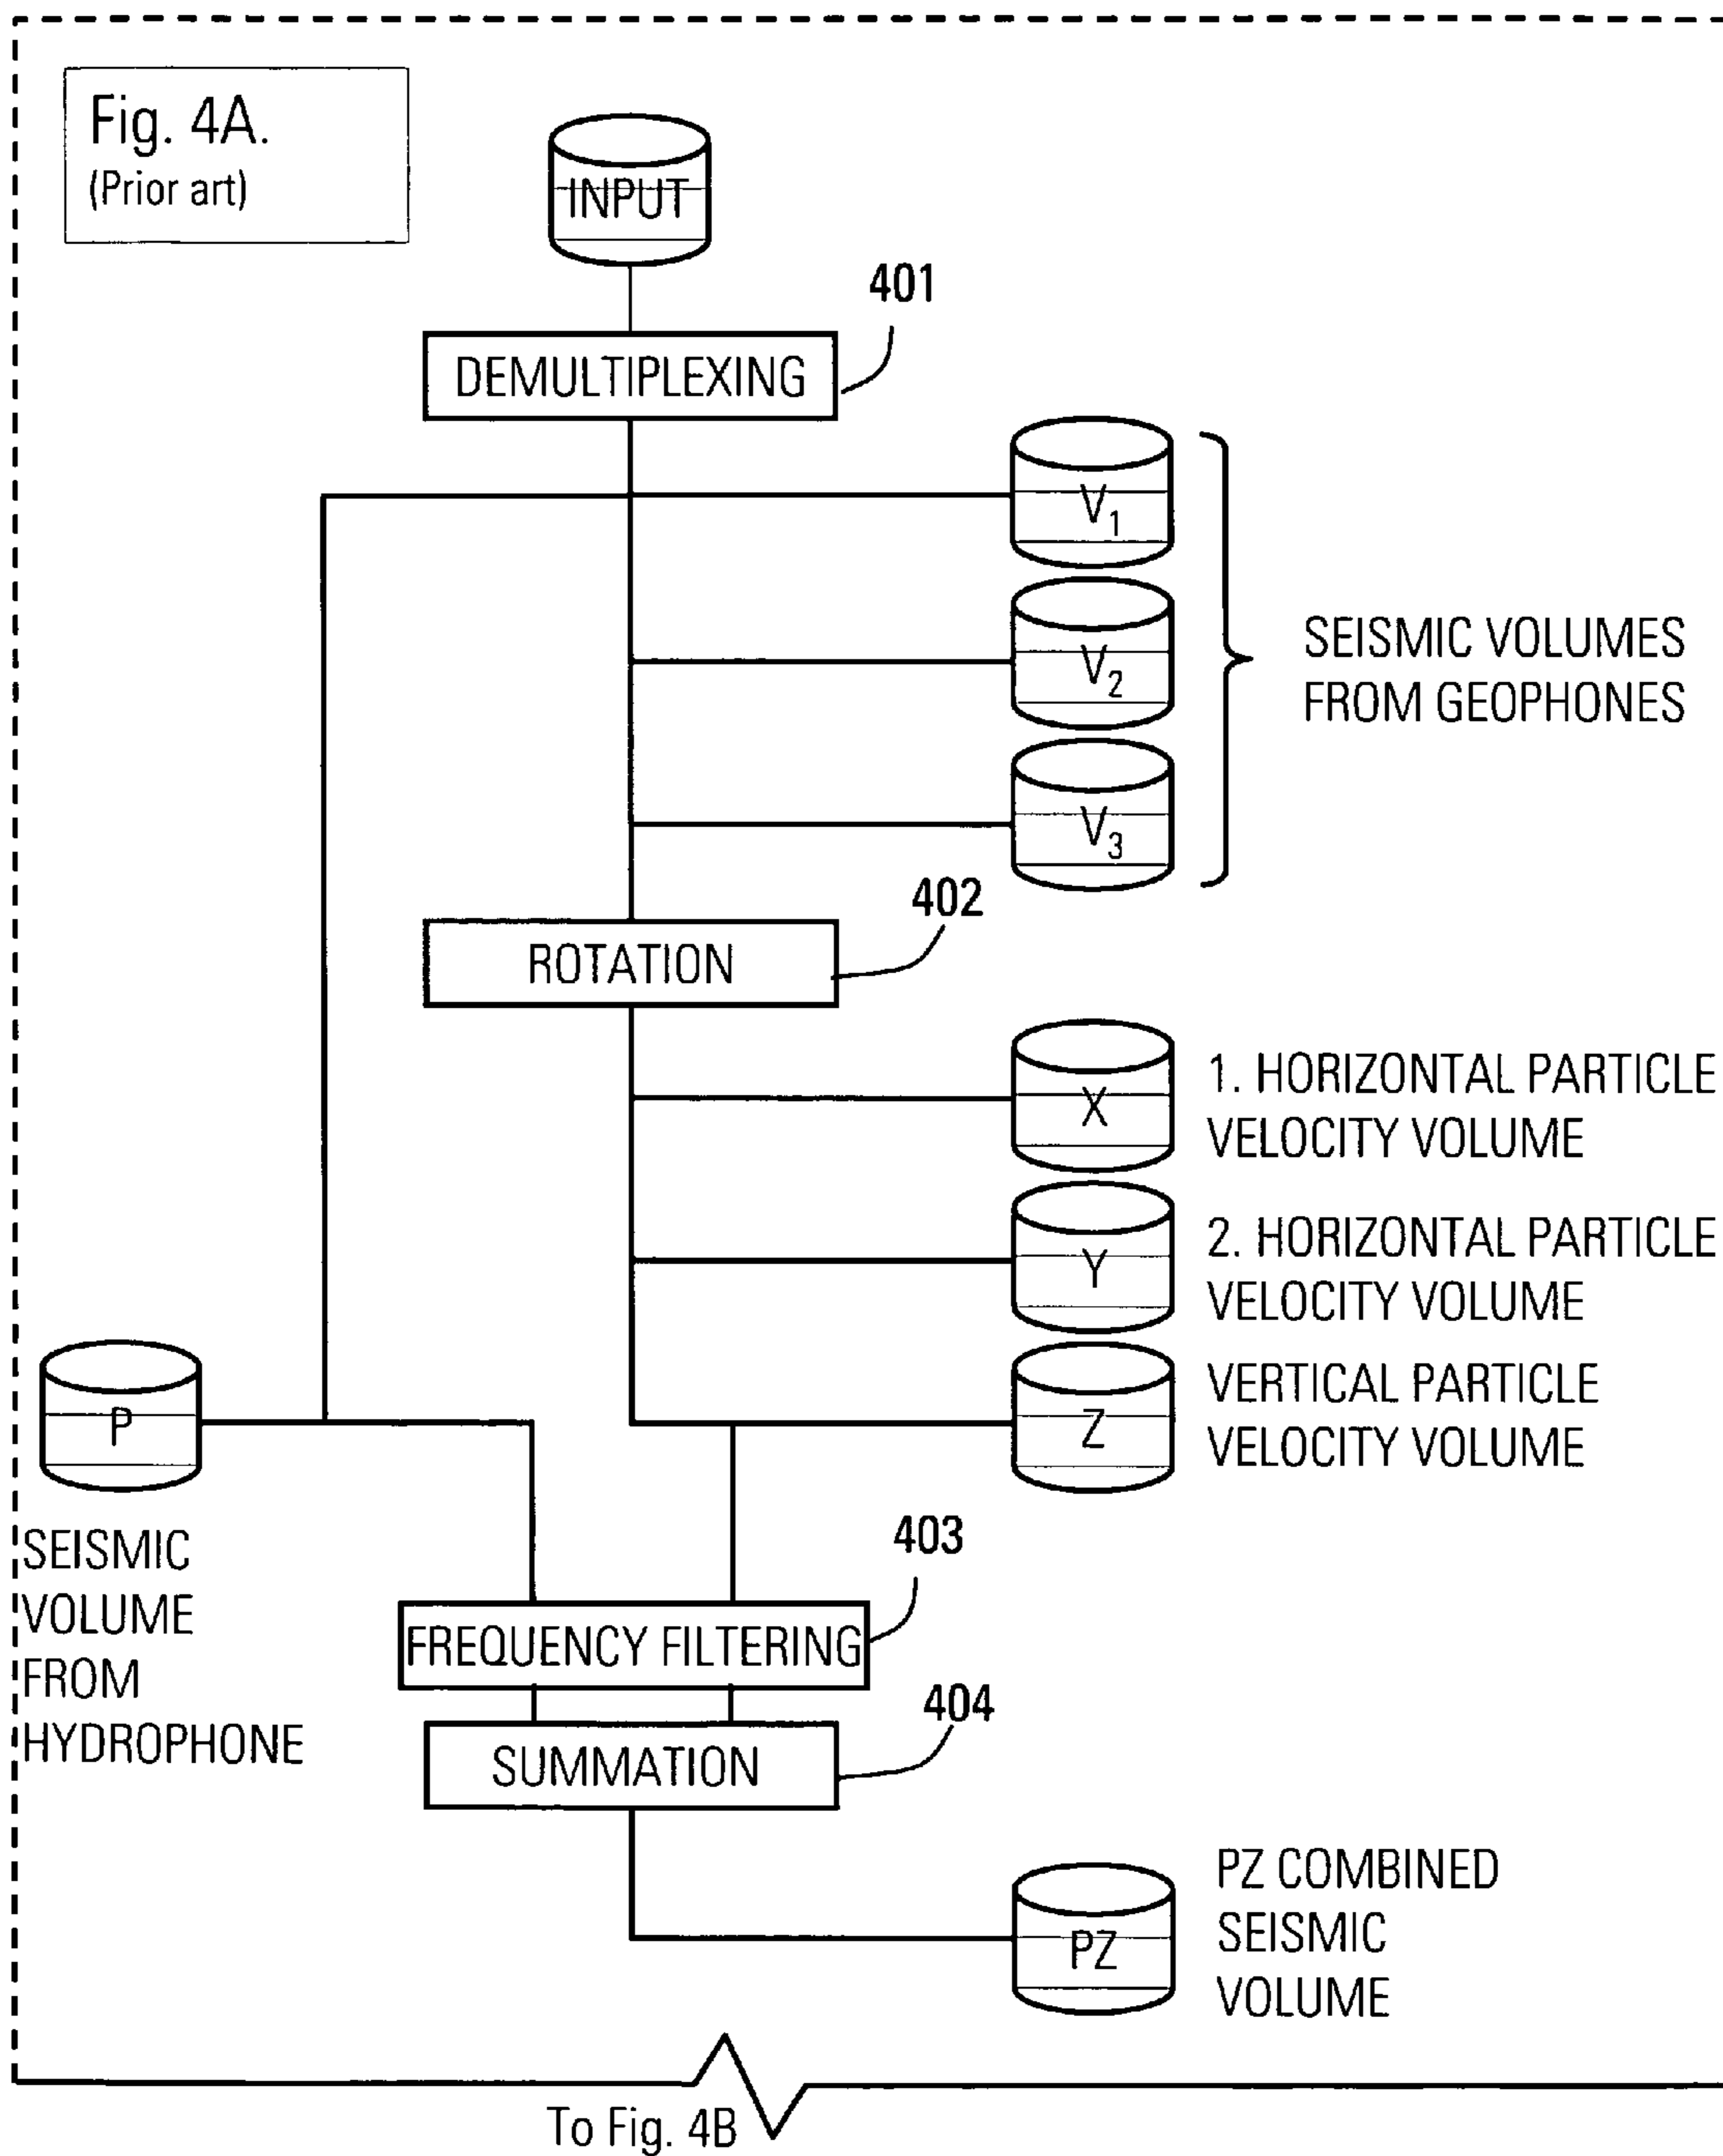 Fig. 4A.
(Prior art)
INPUT
401
DEMULTIPLEXING
V1
V2
V3
SEISMIC VOLUMES
FROM GEOPHONES
402
ROTATION
X
1. HORIZONTAL PARTICLE
VELOCITY VOLUME
Y
2. HORIZONTAL PARTICLE
VELOCITY VOLUME
Z
VERTICAL PARTICLE
VELOCITY VOLUME
P
SEISMIC
VOLUME
FROM
HYDROPHONE
403
FREQUENCY FILTERING
404
SUMMATION
PZ
PZ COMBINED
SEISMIC
VOLUME
To Fig. 4B